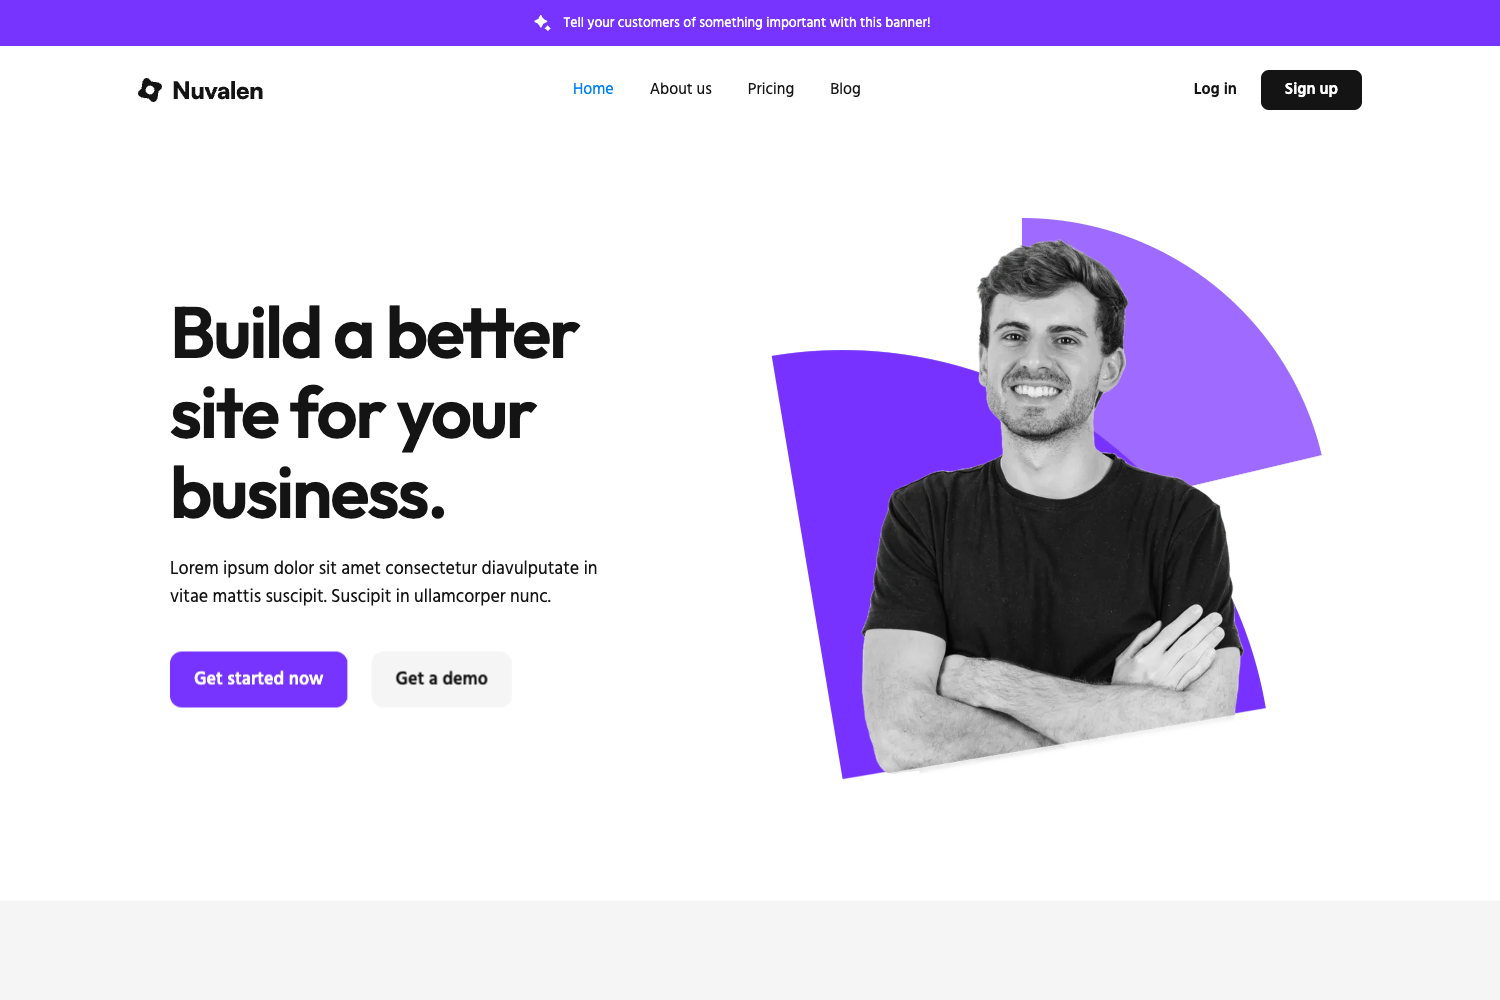 Tell your customers of something important with this banner!
Nuvalen
Home
About us
Pricing
Blog
Log in
Sign up
Build a better
site for your
business.
Lorem ipsum dolor sit amet consectetur diavulputate in
vitae mattis suscipit. Suscipit in ullamcorper nunc.
Get started now
Get a demo